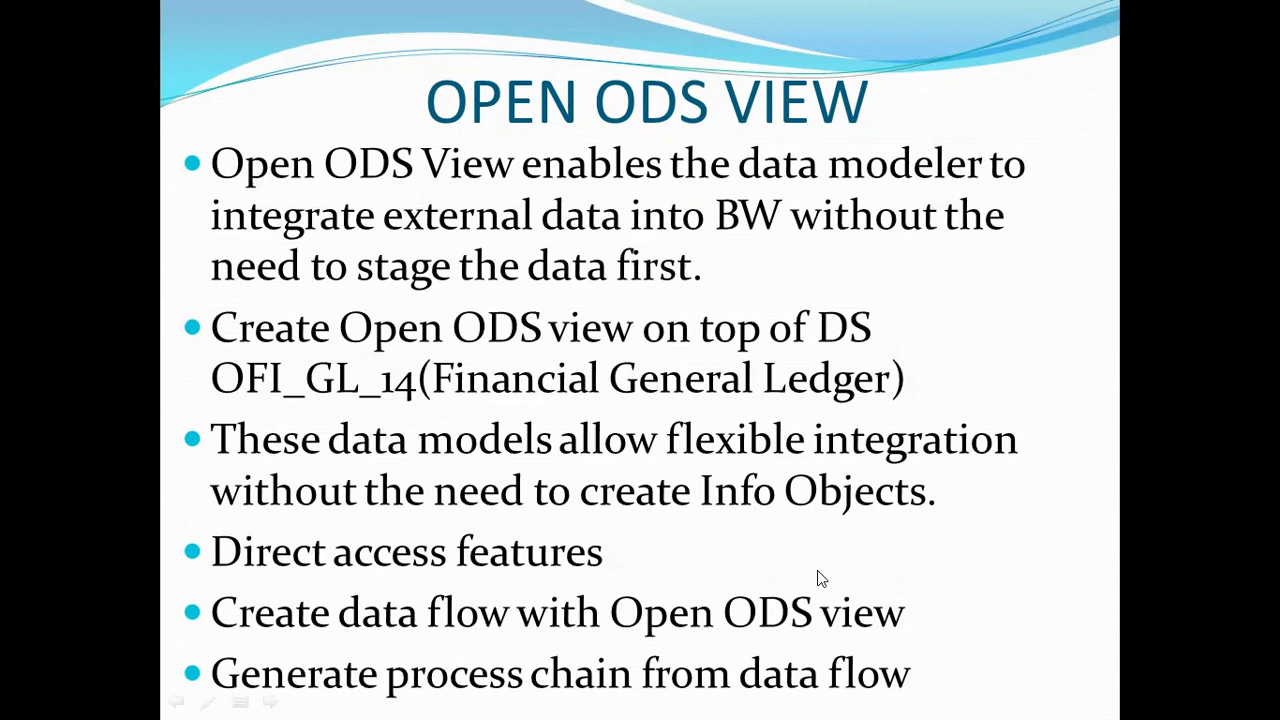 OPEN ODS VIEW
• Open ODS View enables the data modeler to
integrate external data into BW without the
need to stage the data first.
• Create Open ODS view on top of DS
OFI_GL_14(Financial General Ledger)
• These data models allow flexible integration
without the need to create Info Objects.
• Direct access features
• Create data flow with Open ODS view
• Generate process chain from data flow